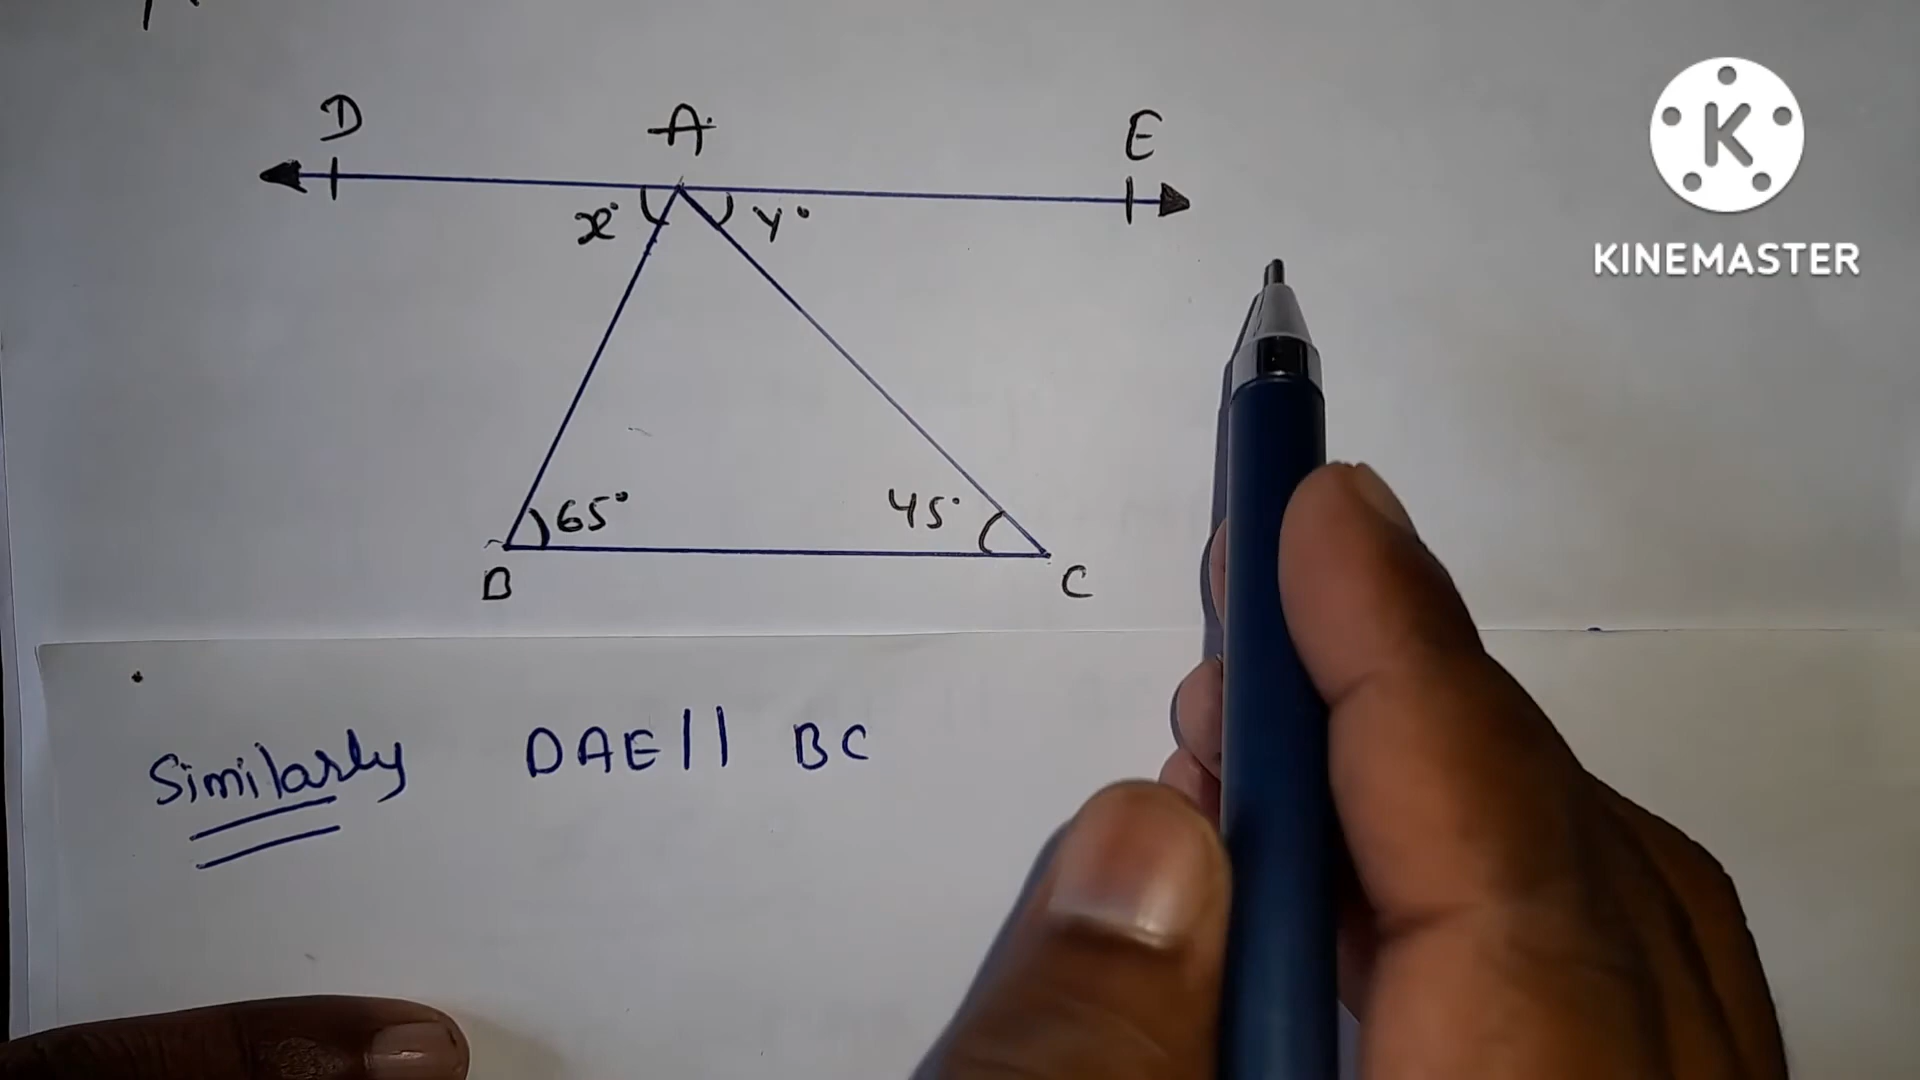 D A E
x° y°
KINEMASTER
65° 45°
B C
Similarly DAE || BC